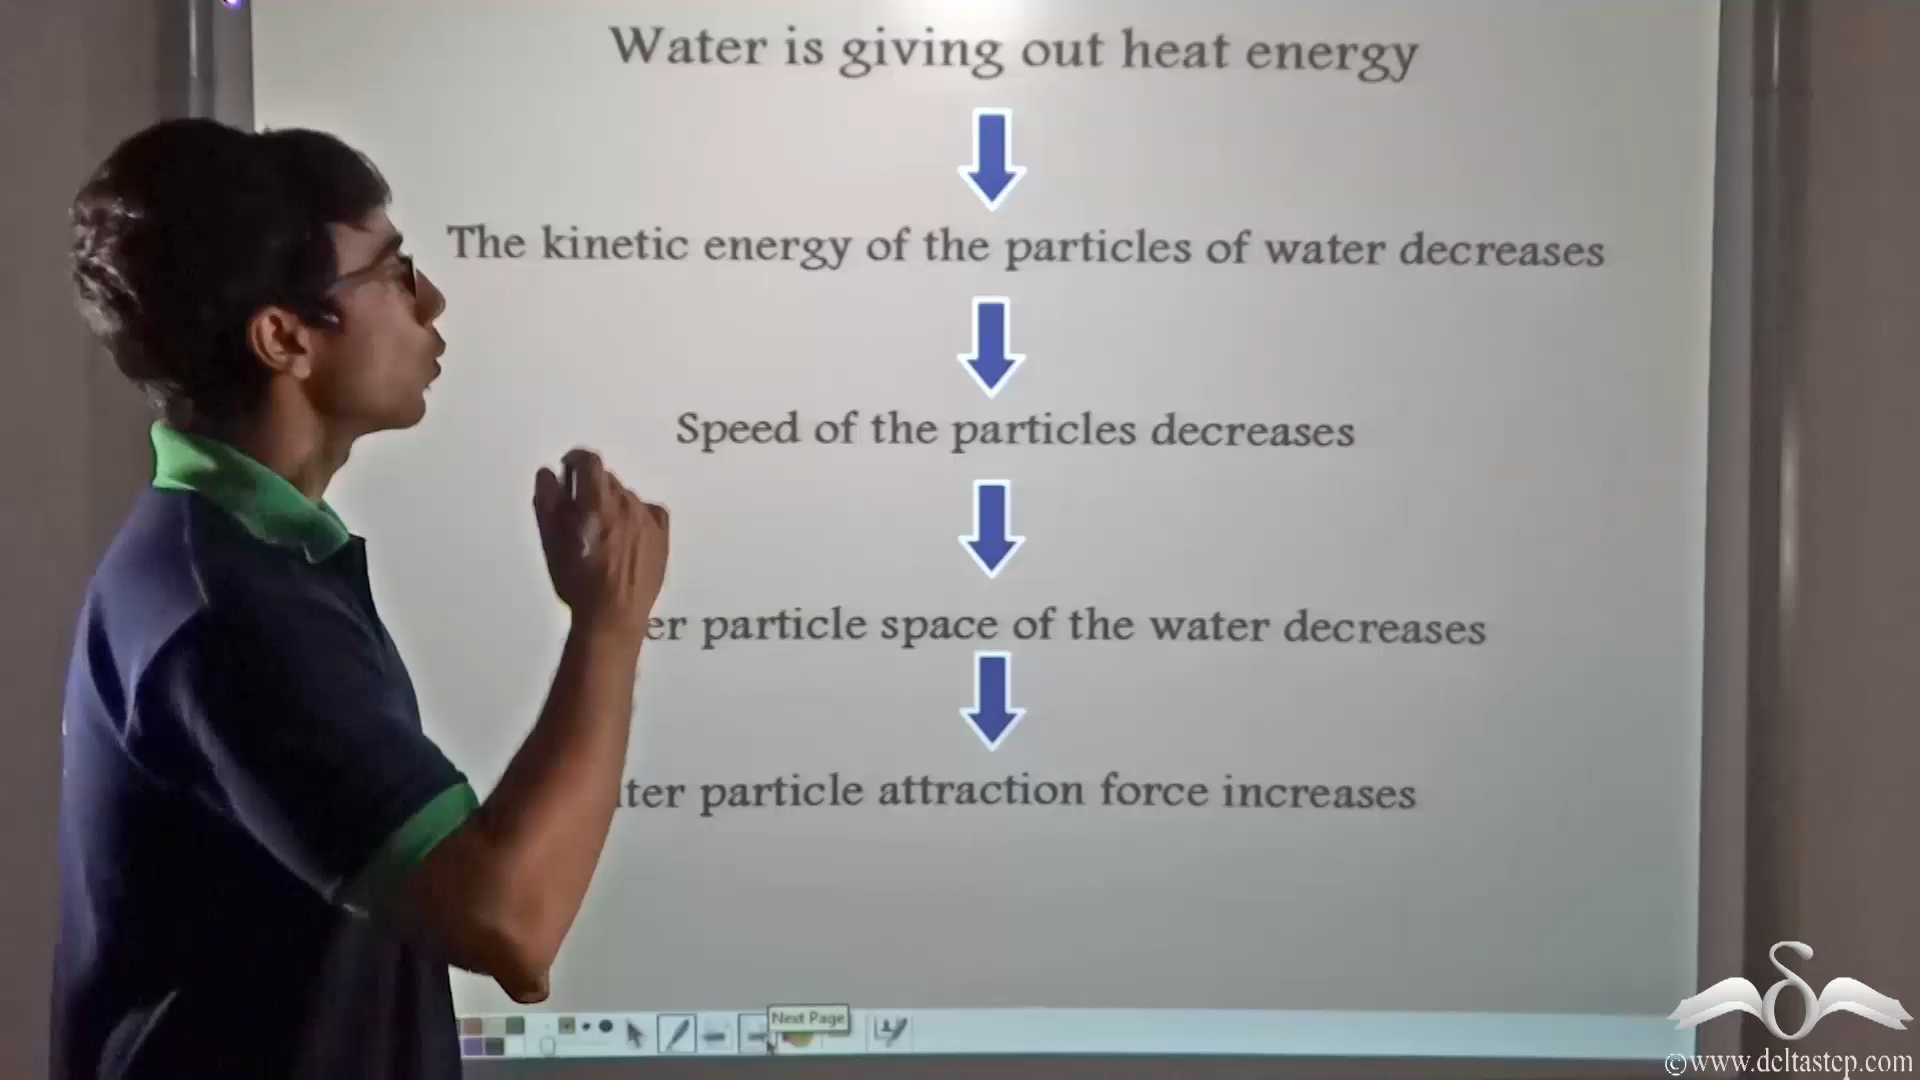 Water is giving out heat energy
The kinetic energy of the particles of water decreases
Speed of the particles decreases
er particle space of the water decreases
ter particle attraction force increases
Next Page
©www.deltastep.com